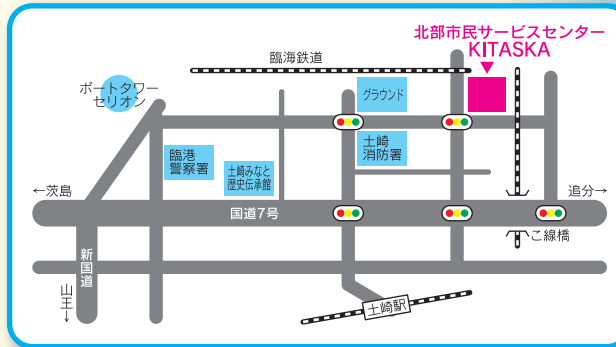 北部市民サービスセンター
KITASKA
臨海鉄道
ポートタワー
セリオン
グラウンド
臨港
警察署
土崎みなと
歴史伝承館
土崎
消防署
←茨島
追分→
国道7号
こ線橋
新国道
山王→
土崎駅